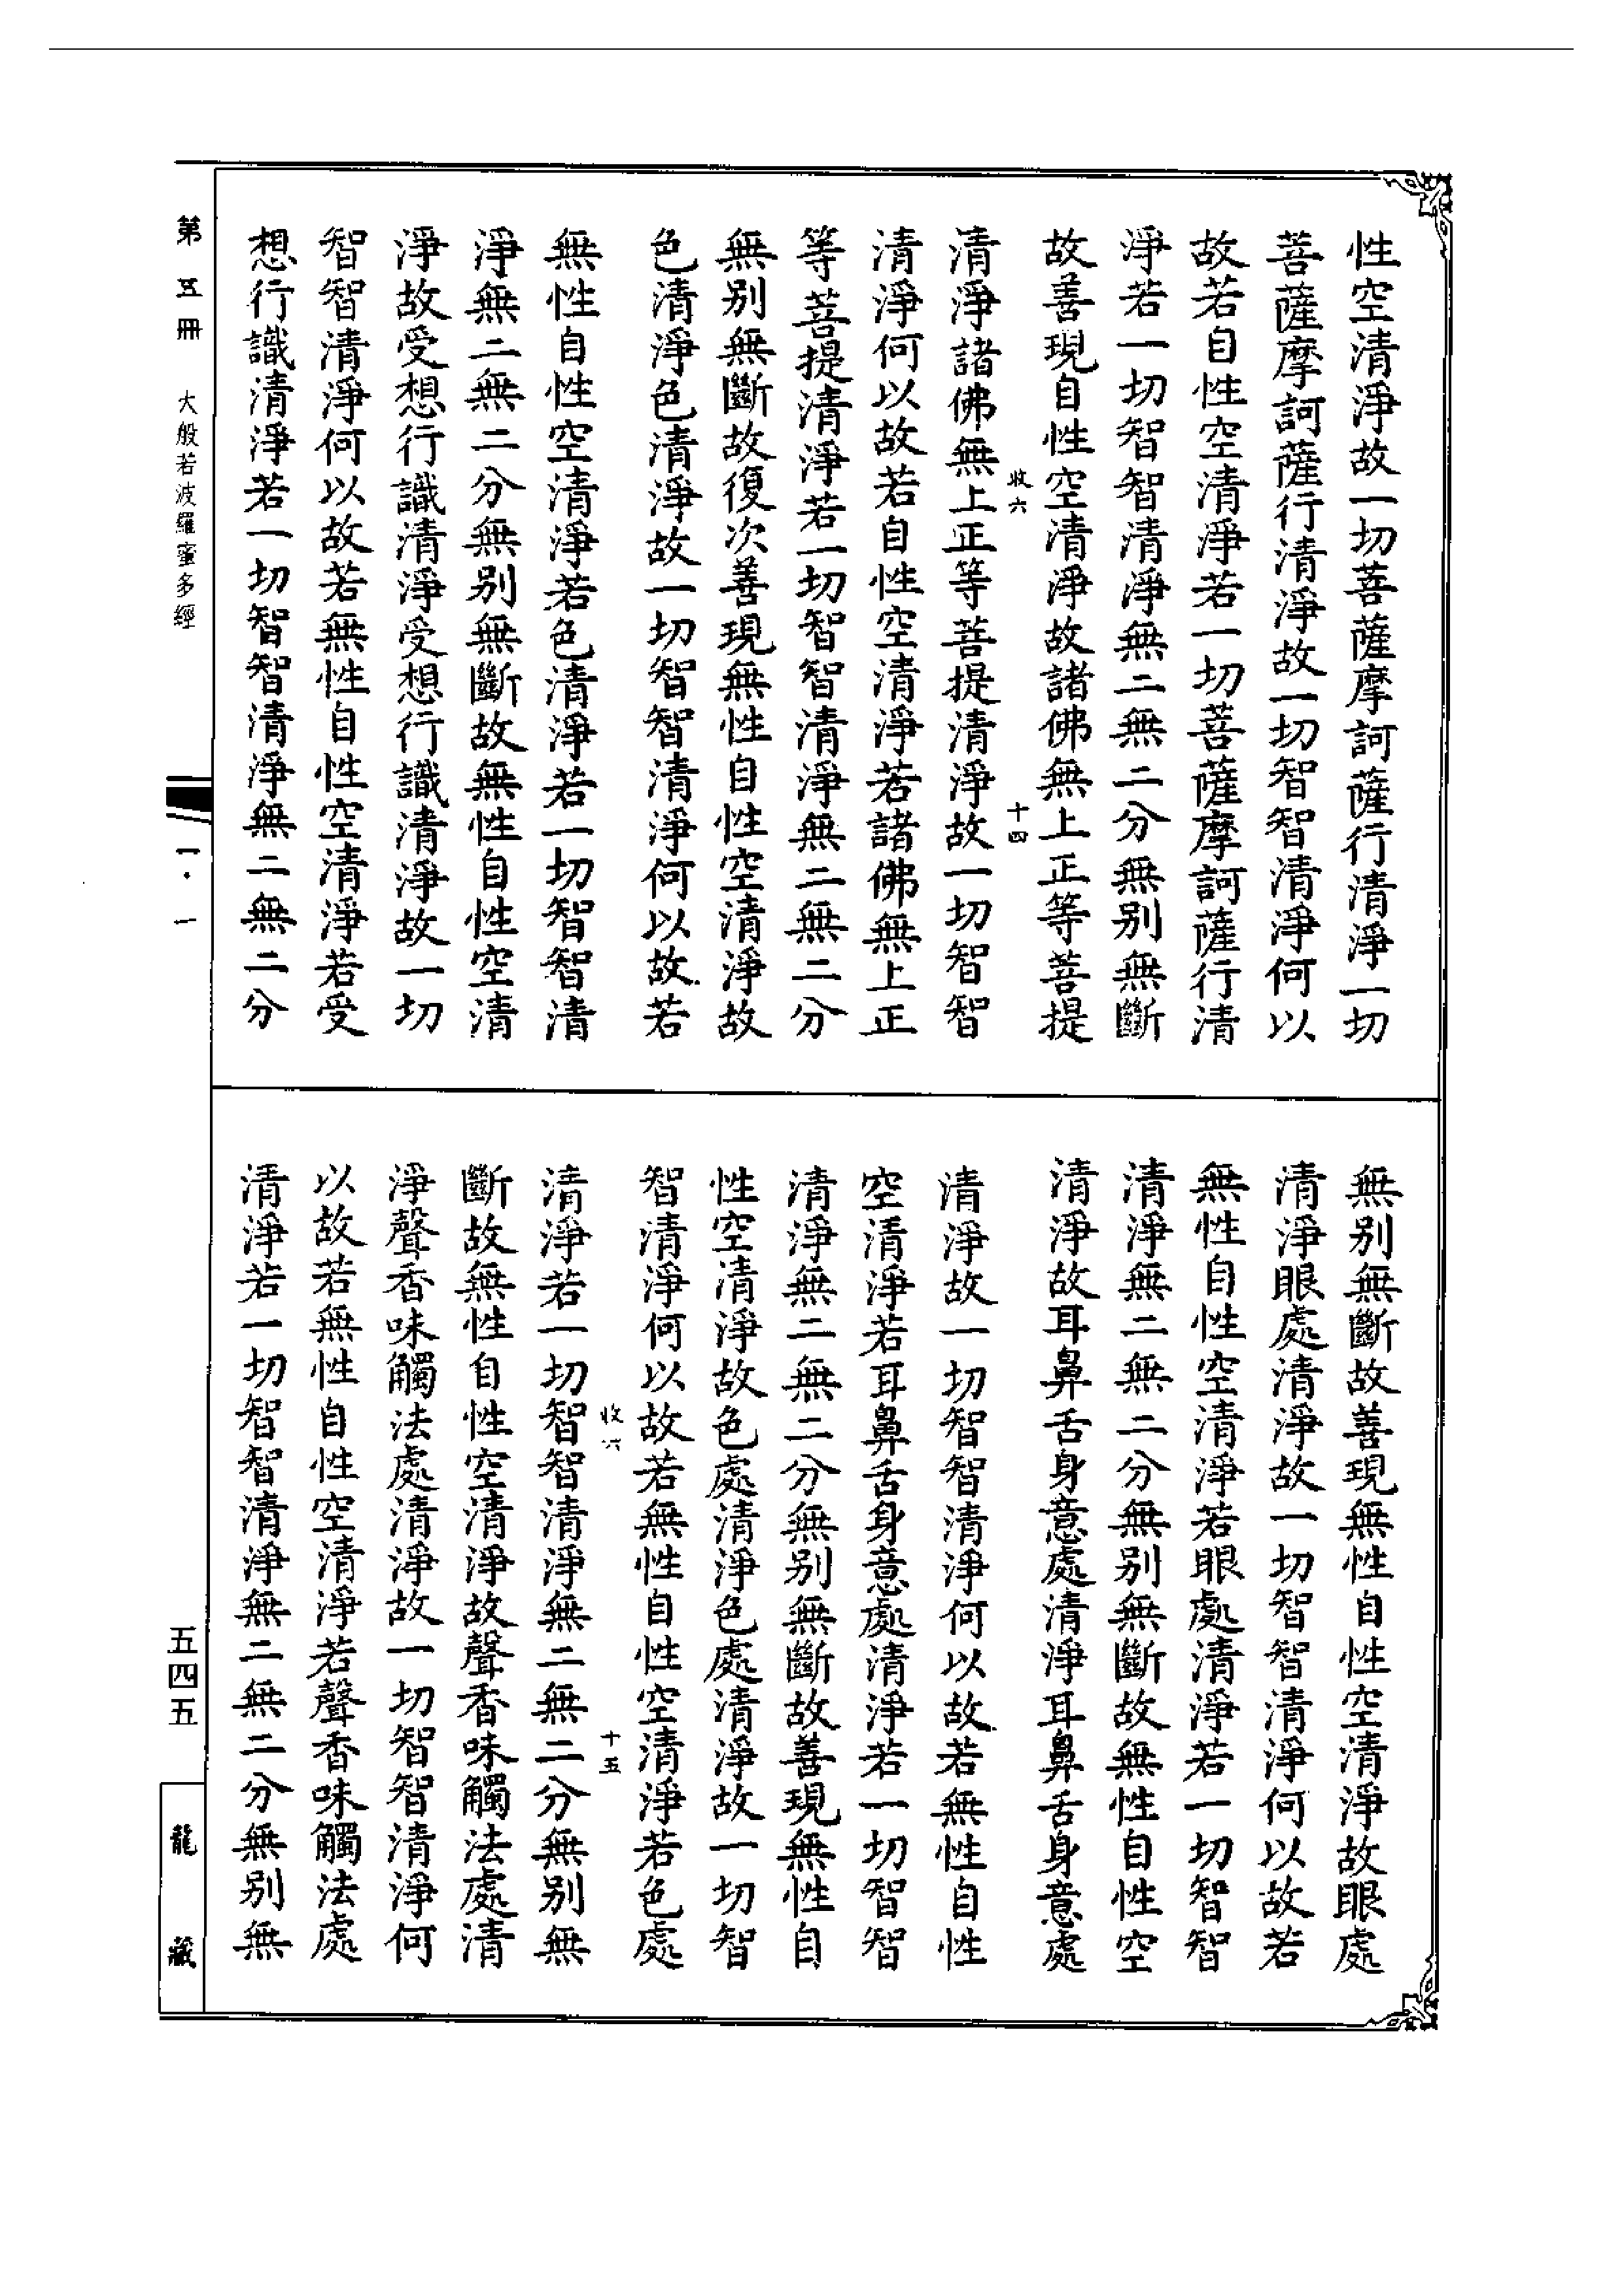 性空清淨故一切菩薩摩訶薩行清淨一切
菩薩摩訶薩行清淨故一切智智清淨何以
故若自性空清淨若一切菩薩摩訶薩行清
淨若一切智智清淨無二無二分無別無斷
故善現自性空清淨故諸佛無上正等菩提
收六 十四
清淨諸佛無上正等菩提清淨故一切智智
清淨何以故若自性空清淨若諸佛無上正
等菩提清淨若一切智智清淨無二無二分
無別無斷故復次善現無性自性空清淨故
色清淨色清淨故一切智智清淨何以故若
無性自性空清淨若色清淨若一切智智清
淨無二無二分無別無斷故無性自性空清
淨故受想行識清淨受想行識清淨故一切
智智清淨何以故若無性自性空清淨若受
想行識清淨若一切智智清淨無二無二分
無別無斷故善現無性自性空清淨故眼處
清淨眼處清淨故一切智智清淨何以故若
無性自性空清淨若眼處清淨若一切智智
清淨無二無二分無別無斷故無性自性空
清淨故耳鼻舌身意處清淨耳鼻舌身意處
清淨故一切智智清淨何以故若無性自性
空清淨若耳鼻舌身意處清淨若一切智智
清淨無二無二分無別無斷故善現無性自
性空清淨故色處清淨色處清淨故一切智
智清淨何以故若無性自性空清淨若色處
收六 十五
清淨若一切智智清淨無二無二分無別無
斷故無性自性空清淨故聲香味觸法處清
淨聲香味觸法處清淨故一切智智清淨何
以故若無性自性空清淨若聲香味觸法處
清淨若一切智智清淨無二無二分無別無
第五冊 大般若波羅蜜多經
一·一
五四五
龍藏